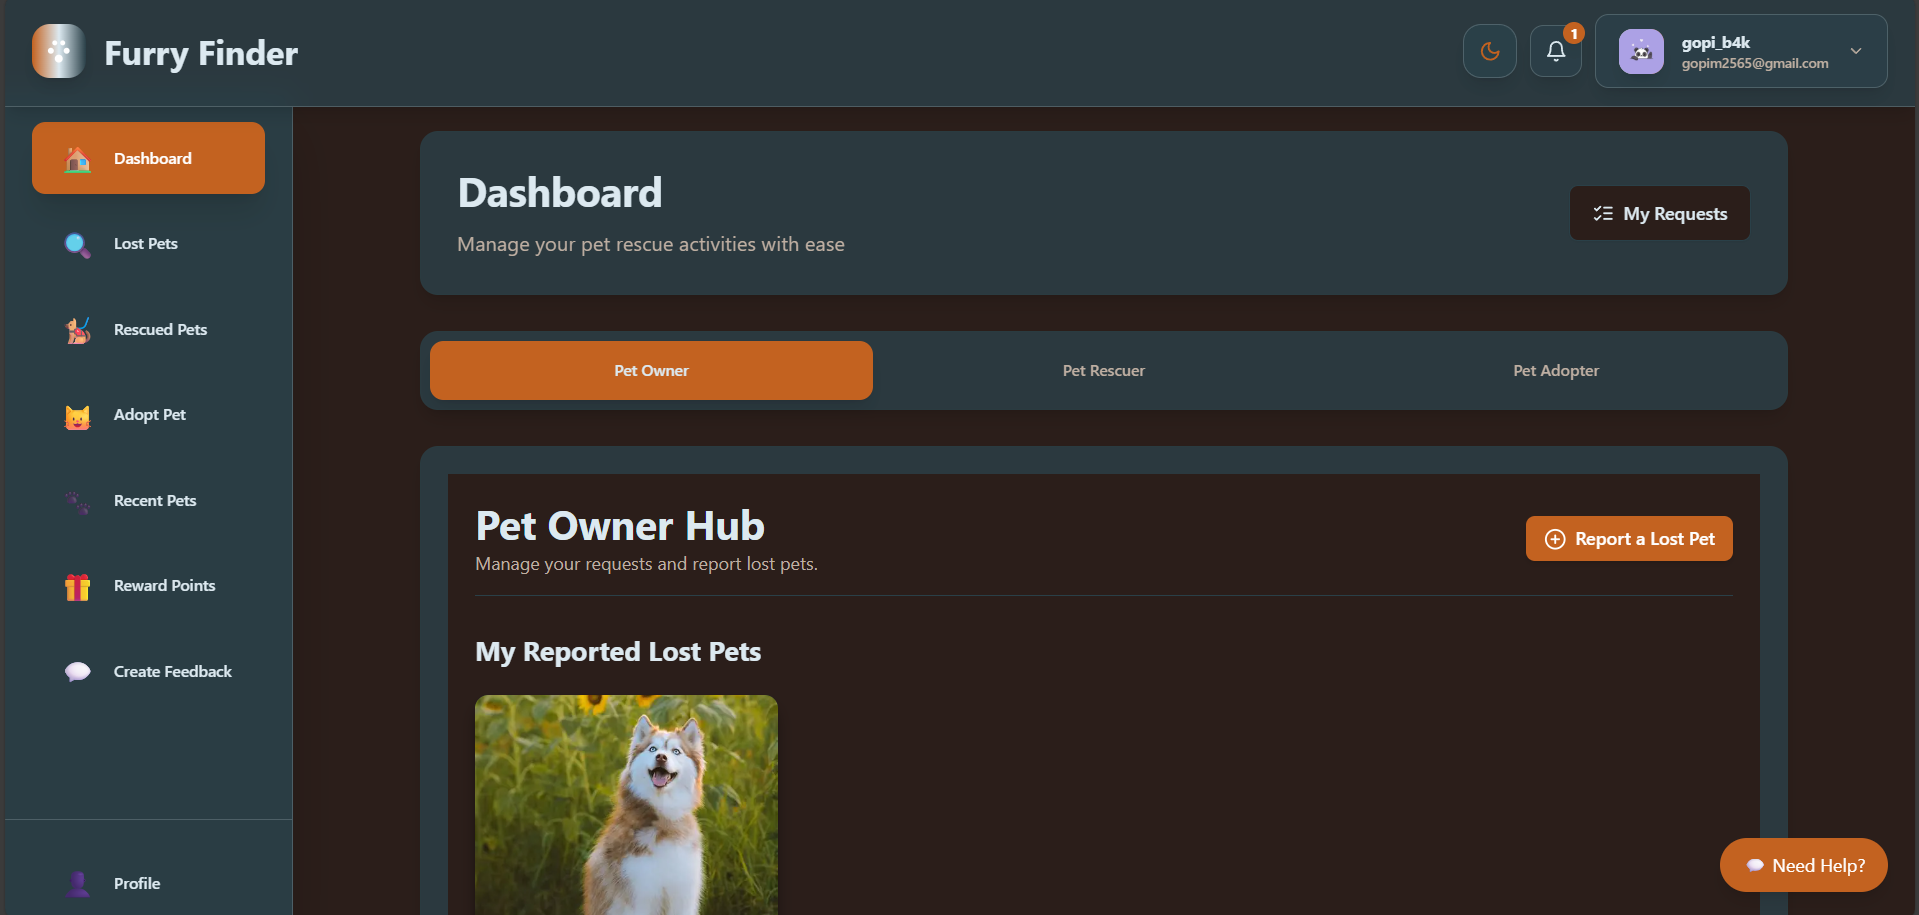 Furry Finder
1
gopi_b4k
gopim2565@gmail.com
Dashboard
Lost Pets
Rescued Pets
Adopt Pet
Recent Pets
Reward Points
Create Feedback
Profile
Dashboard
Manage your pet rescue activities with ease
My Requests
Pet Owner
Pet Rescuer
Pet Adopter
Pet Owner Hub
Manage your requests and report lost pets.
Report a Lost Pet
My Reported Lost Pets
Need Help?